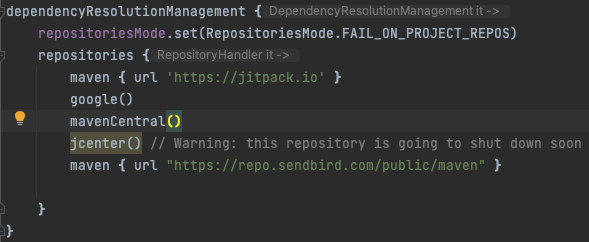 dependencyResolutionManagement { DependencyResolutionManagement it ->
repositoriesMode.set(RepositoriesMode.FAIL_ON_PROJECT_REPOS)
repositories { RepositoryHandler it ->
maven { url 'https://jitpack.io' }
google()
mavenCentral()
jcenter() // Warning: this repository is going to shut down soon
maven { url "https://repo.sendbird.com/public/maven" }
}
}